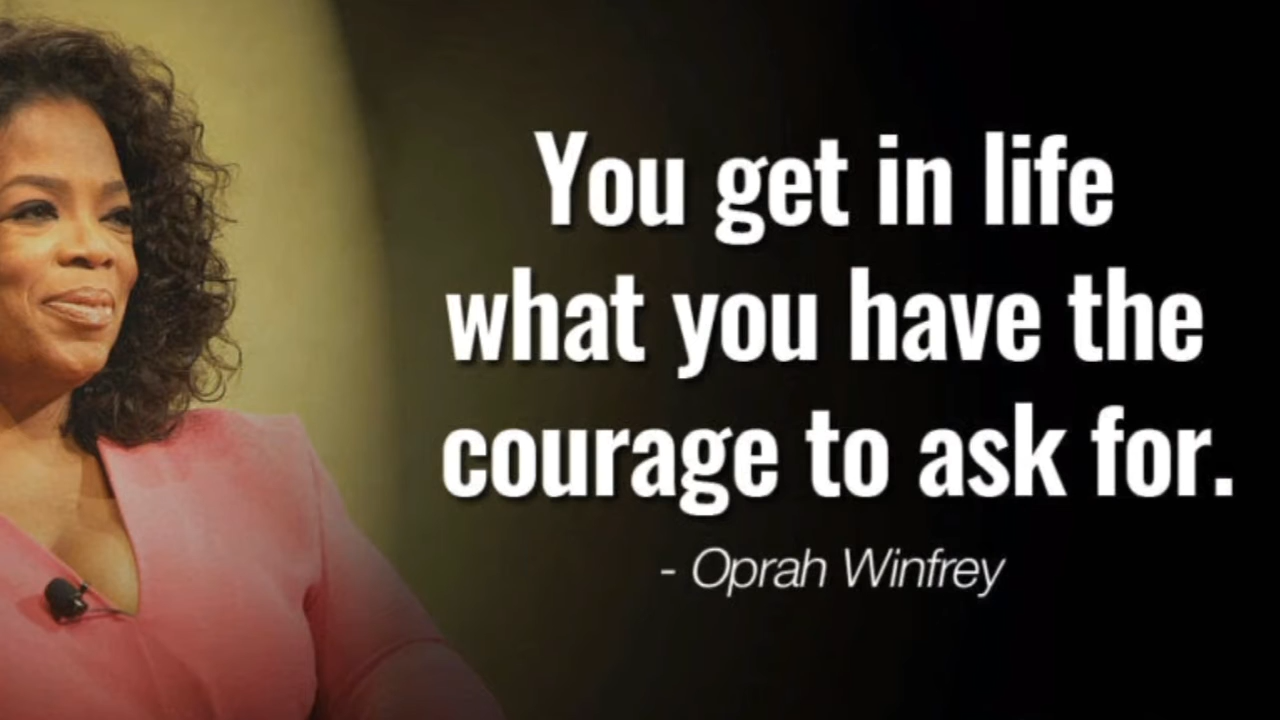 You get in life
what you have the
courage to ask for.
- Oprah Winfrey